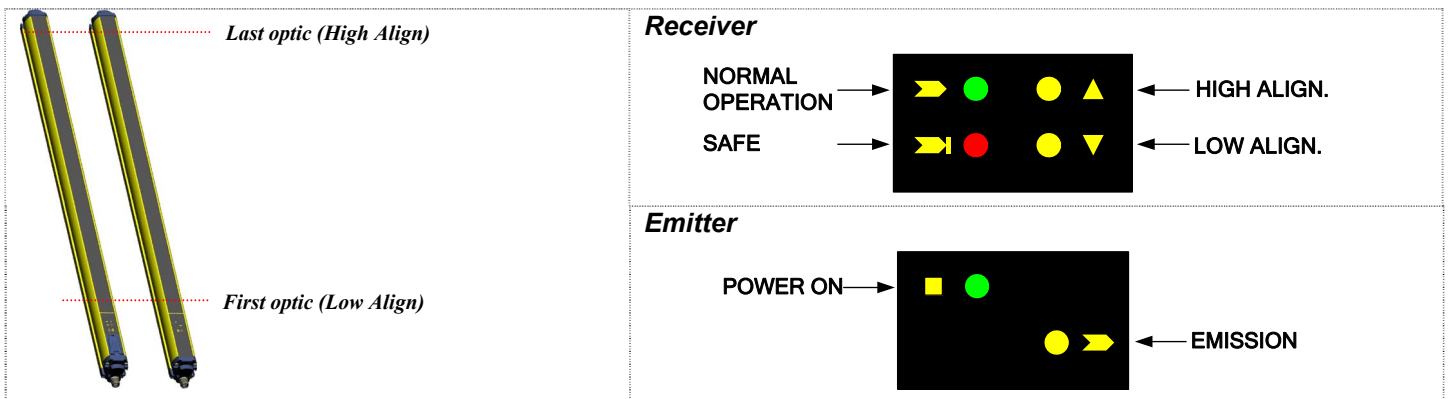 Last optic (High Align)
First optic (Low Align)
Receiver
NORMAL
OPERATION
SAFE
HIGH ALIGN.
LOW ALIGN.
Emitter
POWER ON
EMISSION